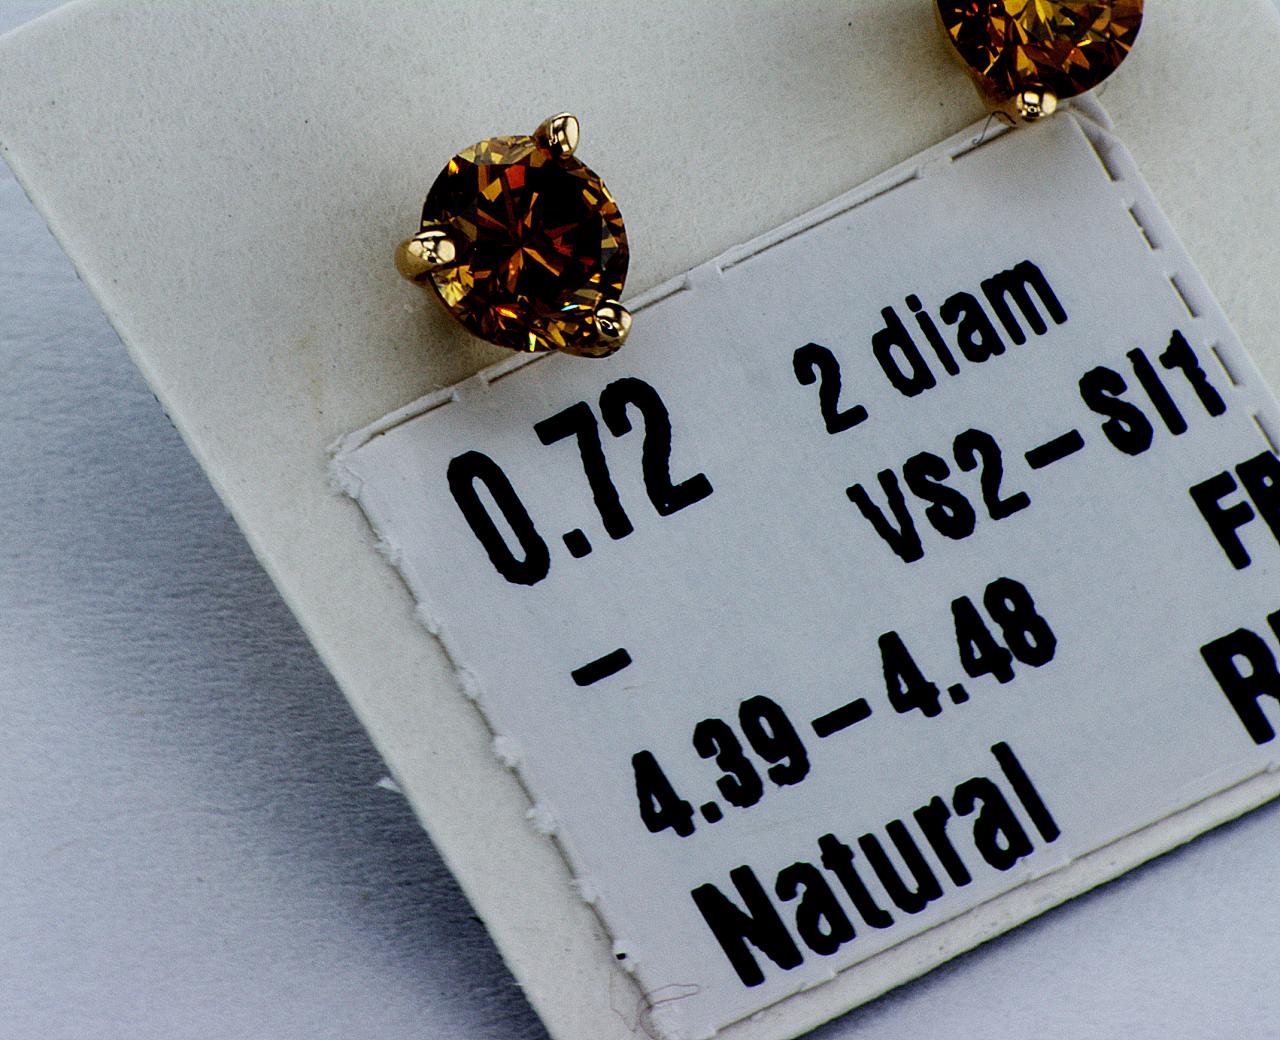 0.72 2 diam
VS2-SI1
-
4.39-4.48
Natural